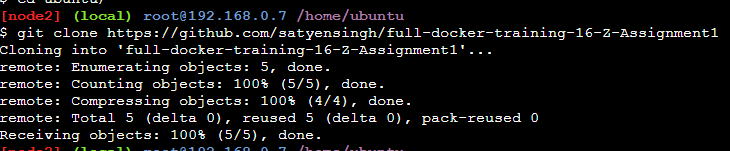 $ cd ubuntu/
[node2] (local) root@192.168.0.7 /home/ubuntu
$ git clone https://github.com/satyensingh/full-docker-training-16-Z-Assignment1
Cloning into 'full-docker-training-16-Z-Assignment1'...
remote: Enumerating objects: 5, done.
remote: Counting objects: 100% (5/5), done.
remote: Compressing objects: 100% (4/4), done.
remote: Total 5 (delta 0), reused 5 (delta 0), pack-reused 0
Receiving objects: 100% (5/5), done.
[node2] (local) root@192.168.0.7 /home/ubuntu